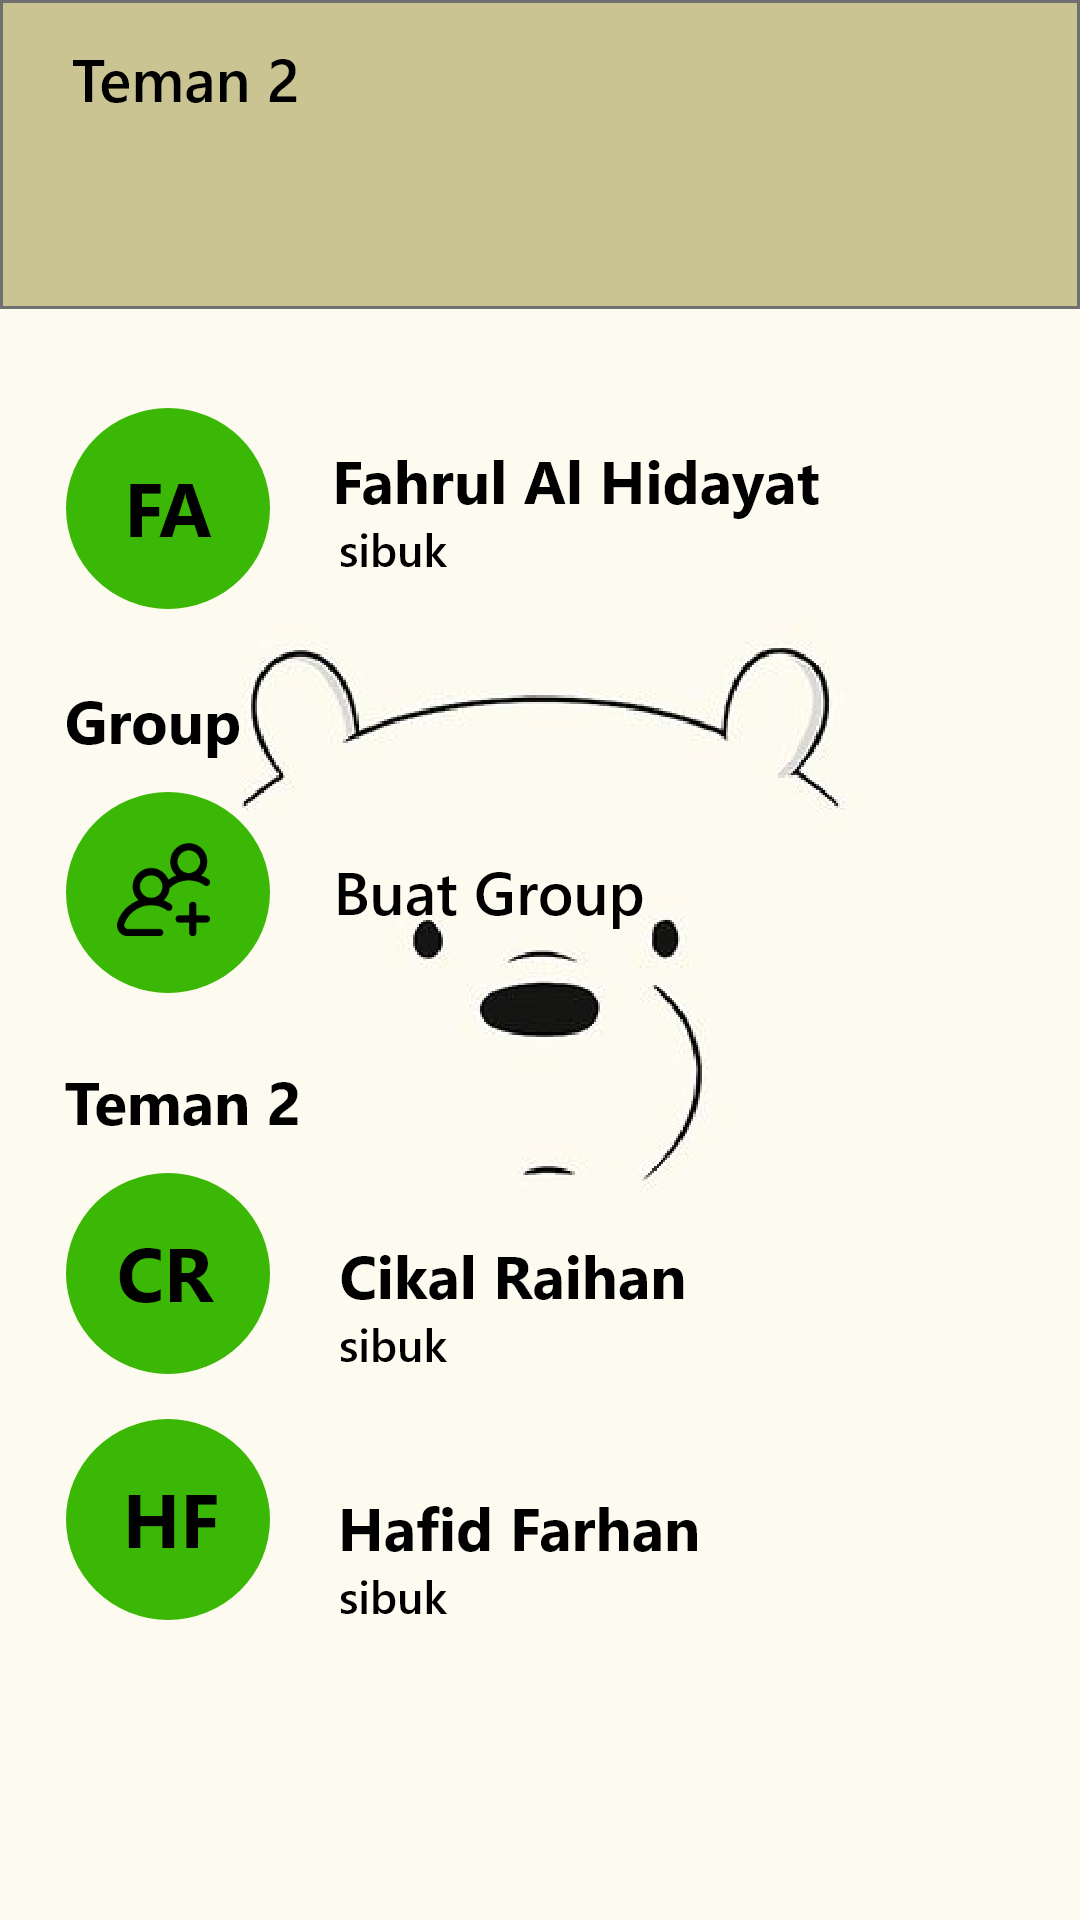 Teman 2
FA
Fahrul Al Hidayat
sibuk
Group
Buat Group
Teman 2
CR
Cikal Raihan
sibuk
HF
Hafid Farhan
sibuk